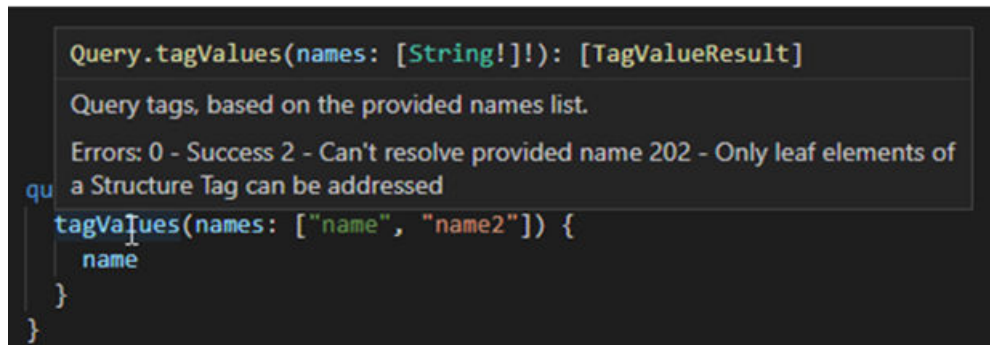 Query.tagValues(names: [String!]!): [TagValueResult]
Query tags, based on the provided names list.
Errors: 0 - Success 2 - Can't resolve provided name 202 - Only leaf elements of
a Structure Tag can be addressed
qu
tagValues(names: ["name", "name2"]) {
name
}
}